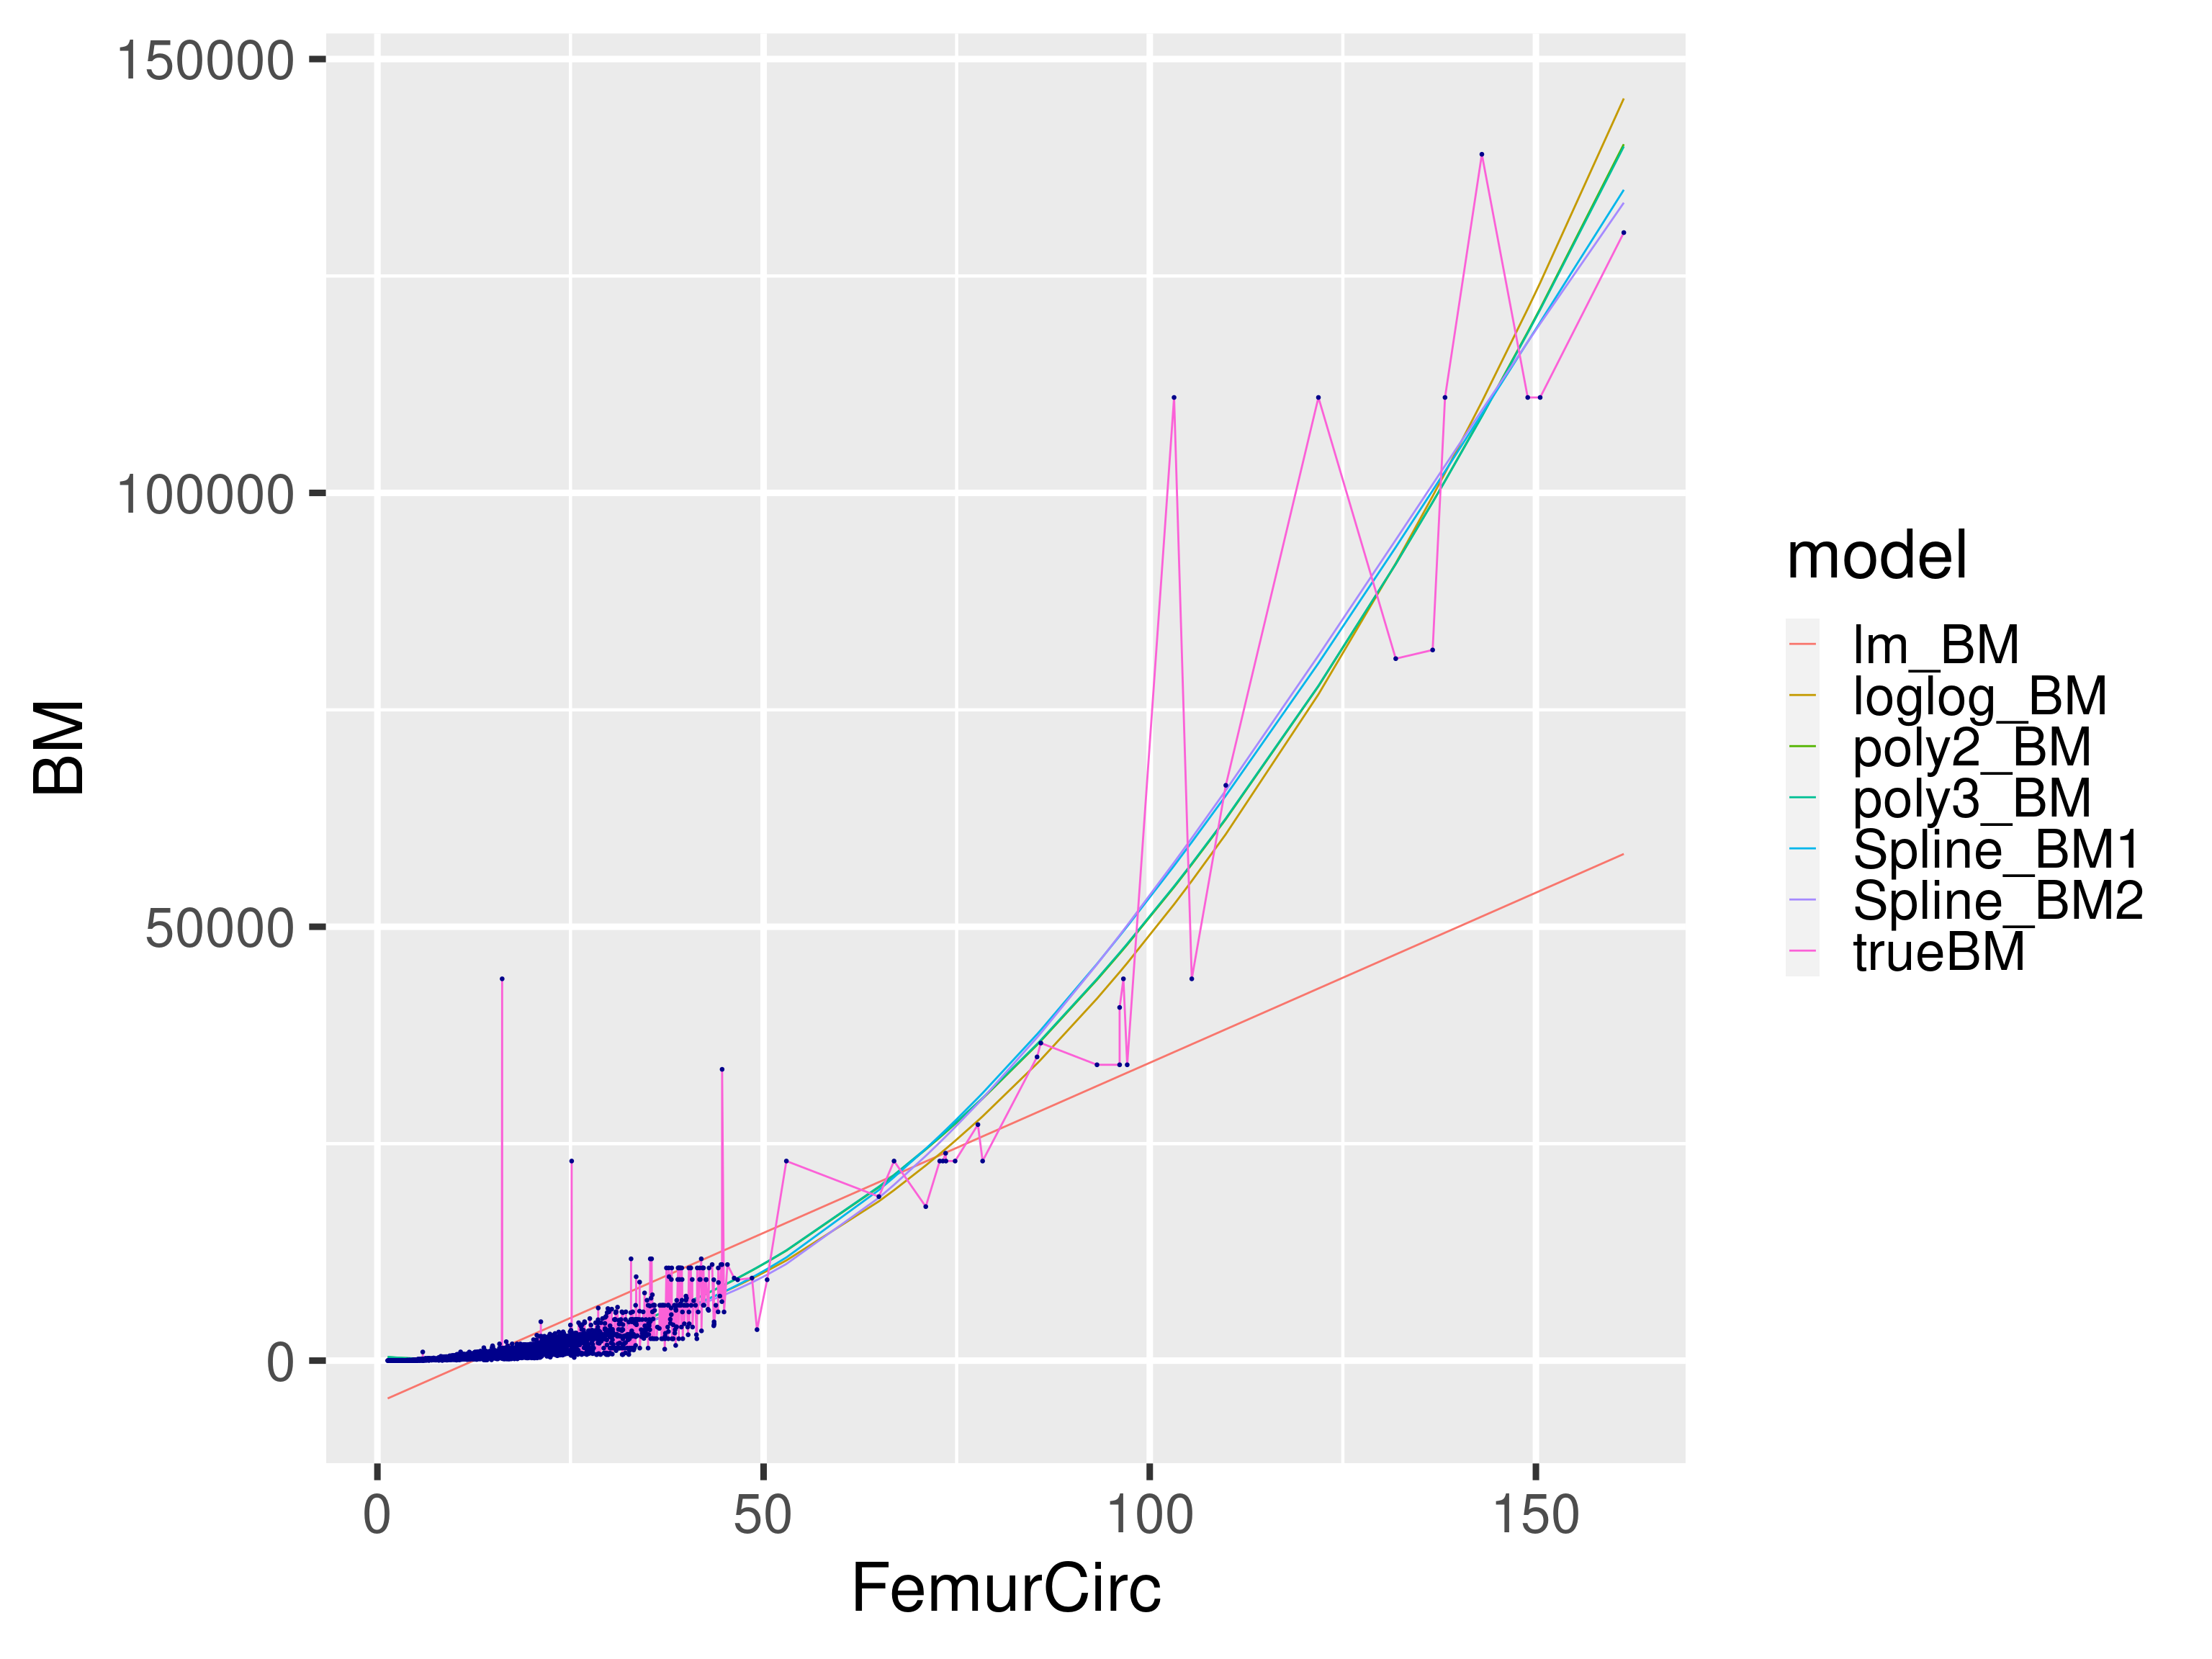 150000
100000
50000
0
BM
0
50
100
150
FemurCirc
model
lm_BM
loglog_BM
poly2_BM
poly3_BM
Spline_BM1
Spline_BM2
trueBM